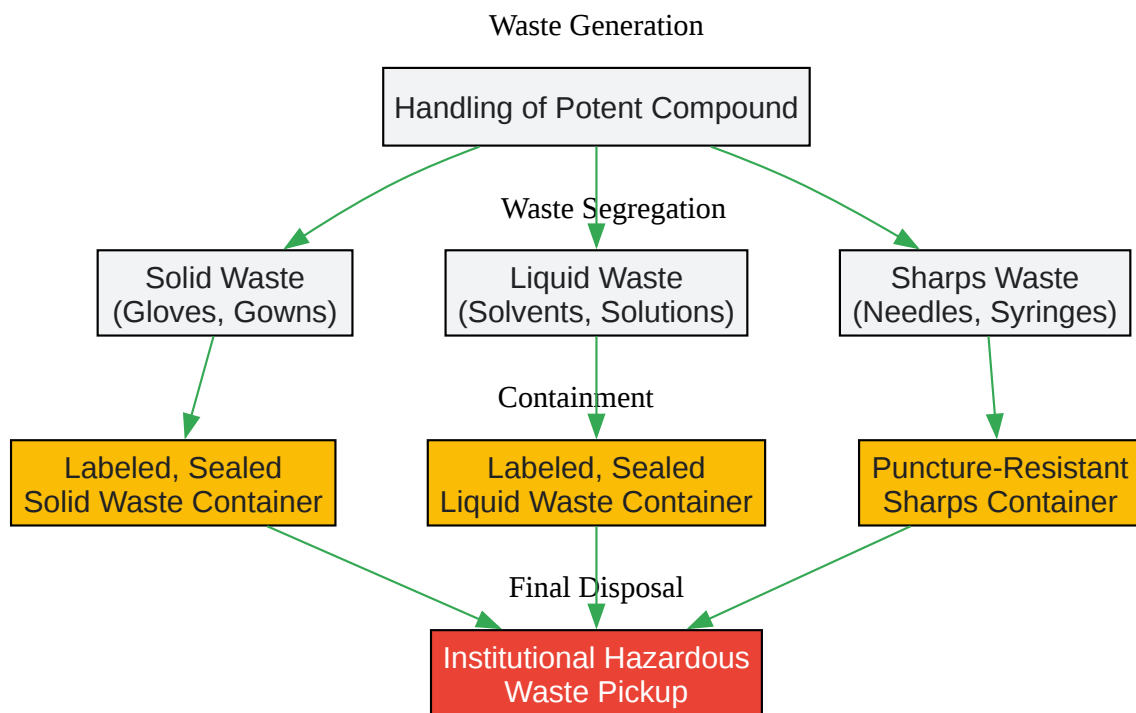 Waste Generation
Handling of Potent Compound
Waste Segregation
Solid Waste
(Gloves, Gowns)
Liquid Waste
(Solvents, Solutions)
Sharps Waste
(Needles, Syringes)
Containment
Labeled, Sealed
Solid Waste Container
Labeled, Sealed
Liquid Waste Container
Puncture-Resistant
Sharps Container
Final Disposal
Institutional Hazardous
Waste Pickup